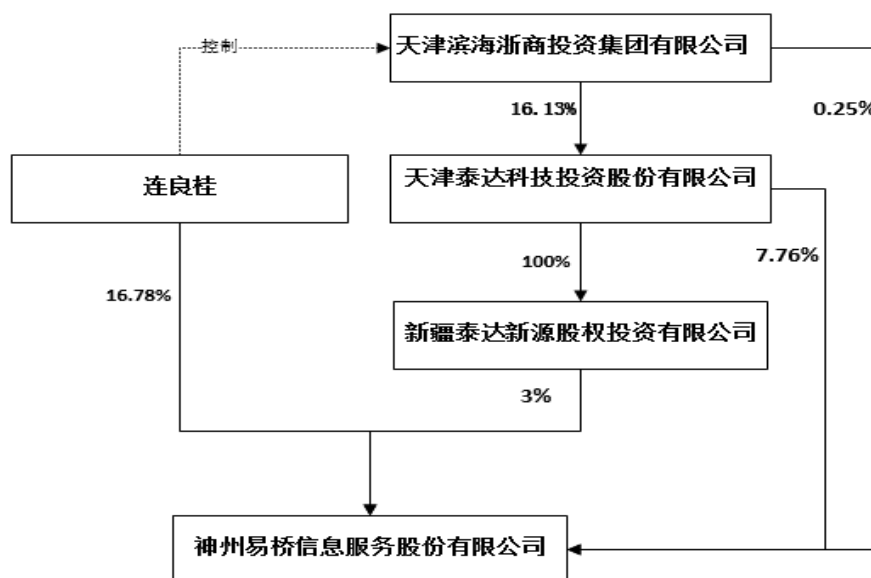 控制
天津滨海浙商投资集团有限公司
16.13%
0.25%
连良桂
天津泰达科技投资股份有限公司
100%
7.76%
16.78%
新疆泰达新源股权投资有限公司
3%
神州易桥信息服务股份有限公司